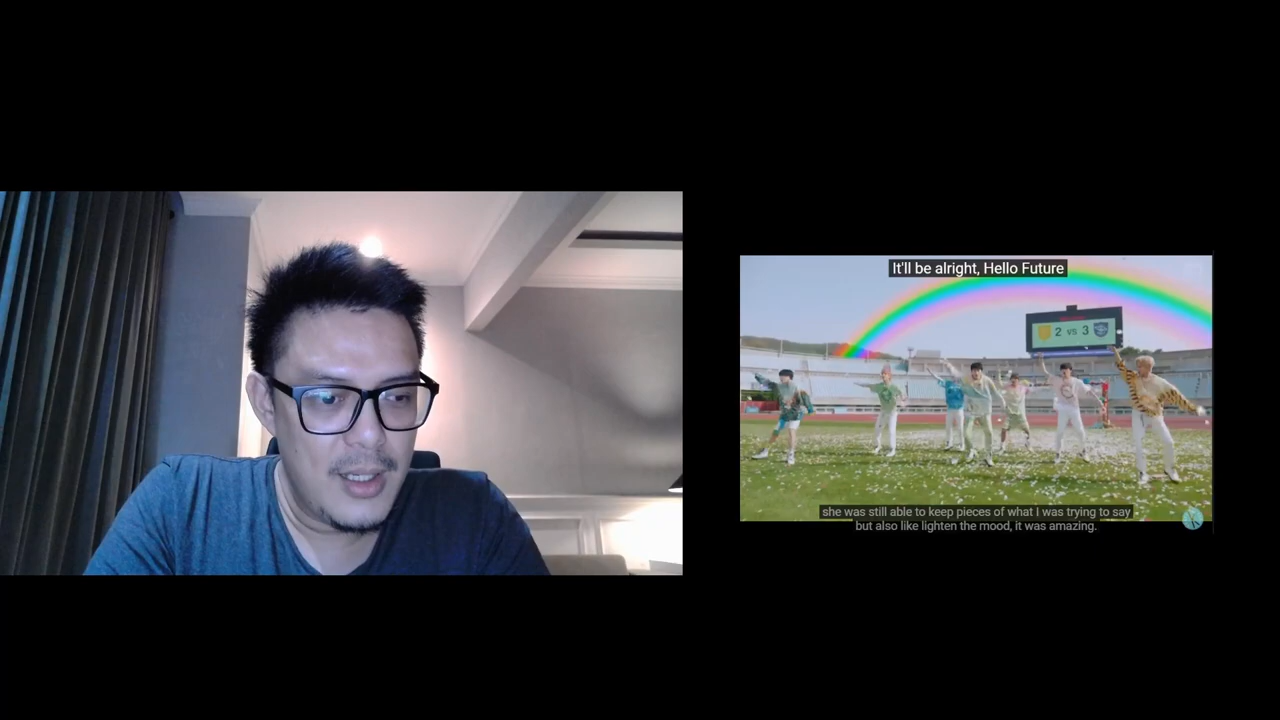 It'll be alright, Hello Future
2 vs 3
she was still able to keep pieces of what I was trying to say
but also like lighten the mood, it was amazing.